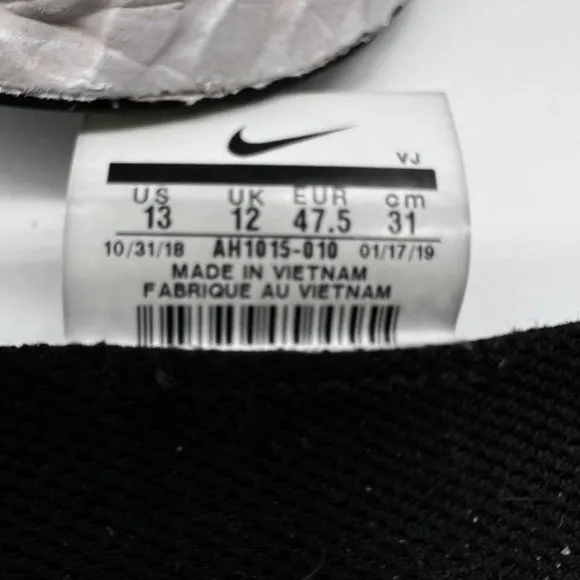 VJ
US UK EUR cm
13 12 47.5 31
10/31/18 AH1015-010 01/17/19
MADE IN VIETNAM
FABRIQUE AU VIETNAM